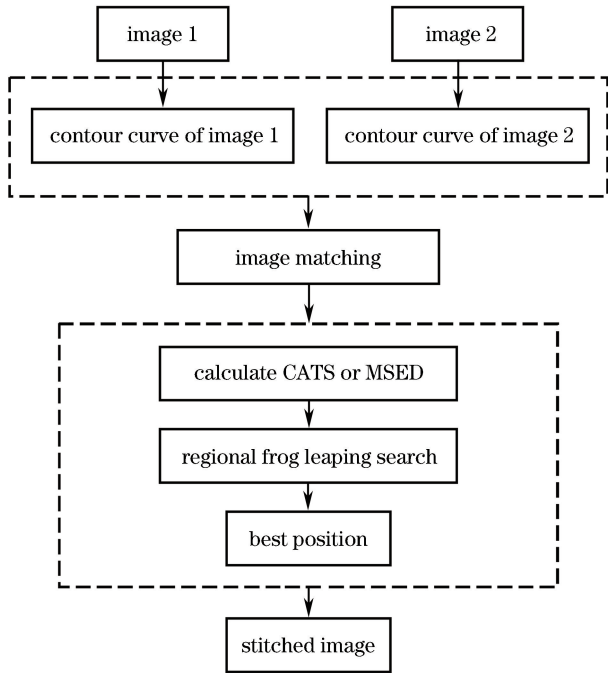 image 1
image 2
contour curve of image 1
contour curve of image 2
image matching
calculate CATS or MSED
regional frog leaping search
best position
stitched image